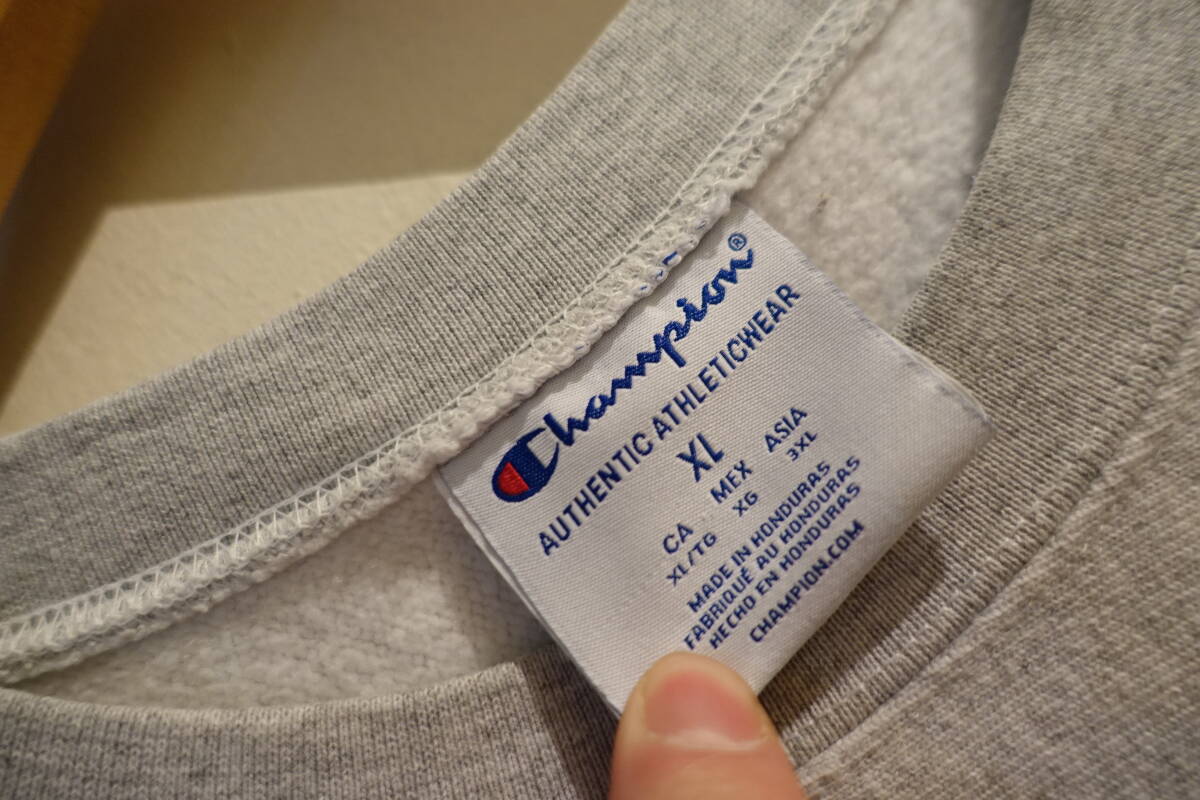 Champion®
AUTHENTIC ATHLETICWEAR
XL
CA MEX ASIA
XL/TG XG 3XL
MADE IN HONDURAS
FABRIQUÉ AU HONDURAS
HECHO EN HONDURAS
CHAMPION.COM